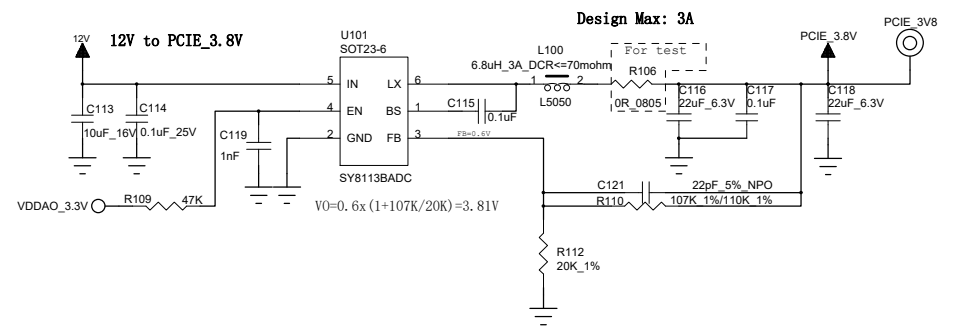 Design Max: 3A
PCIE_3V8
12V
12V to PCIE_3.8V
U101
SOT23-6
PCIE_3.8V
L100
For test
6.8uH_3A_DCR<=70mohm
R106
5
IN
LX
6
1
2
C113
C114
C116
C117
C118
4
EN
BS
1
C115
L5050
0R_0805
22uF_6.3V
0.1uF
22uF_6.3V
10uF_16V
0.1uF_25V
0.1uF
C119
2
GND
FB
3
FB=0.6V
1nF
SY8113BADC
C121
22pF_5%_NPO
R109
47K
VDDAO_3.3V
VO=0.6x(1+107K/20K)=3.81V
R110
107K_1%/110K_1%
R112
20K_1%